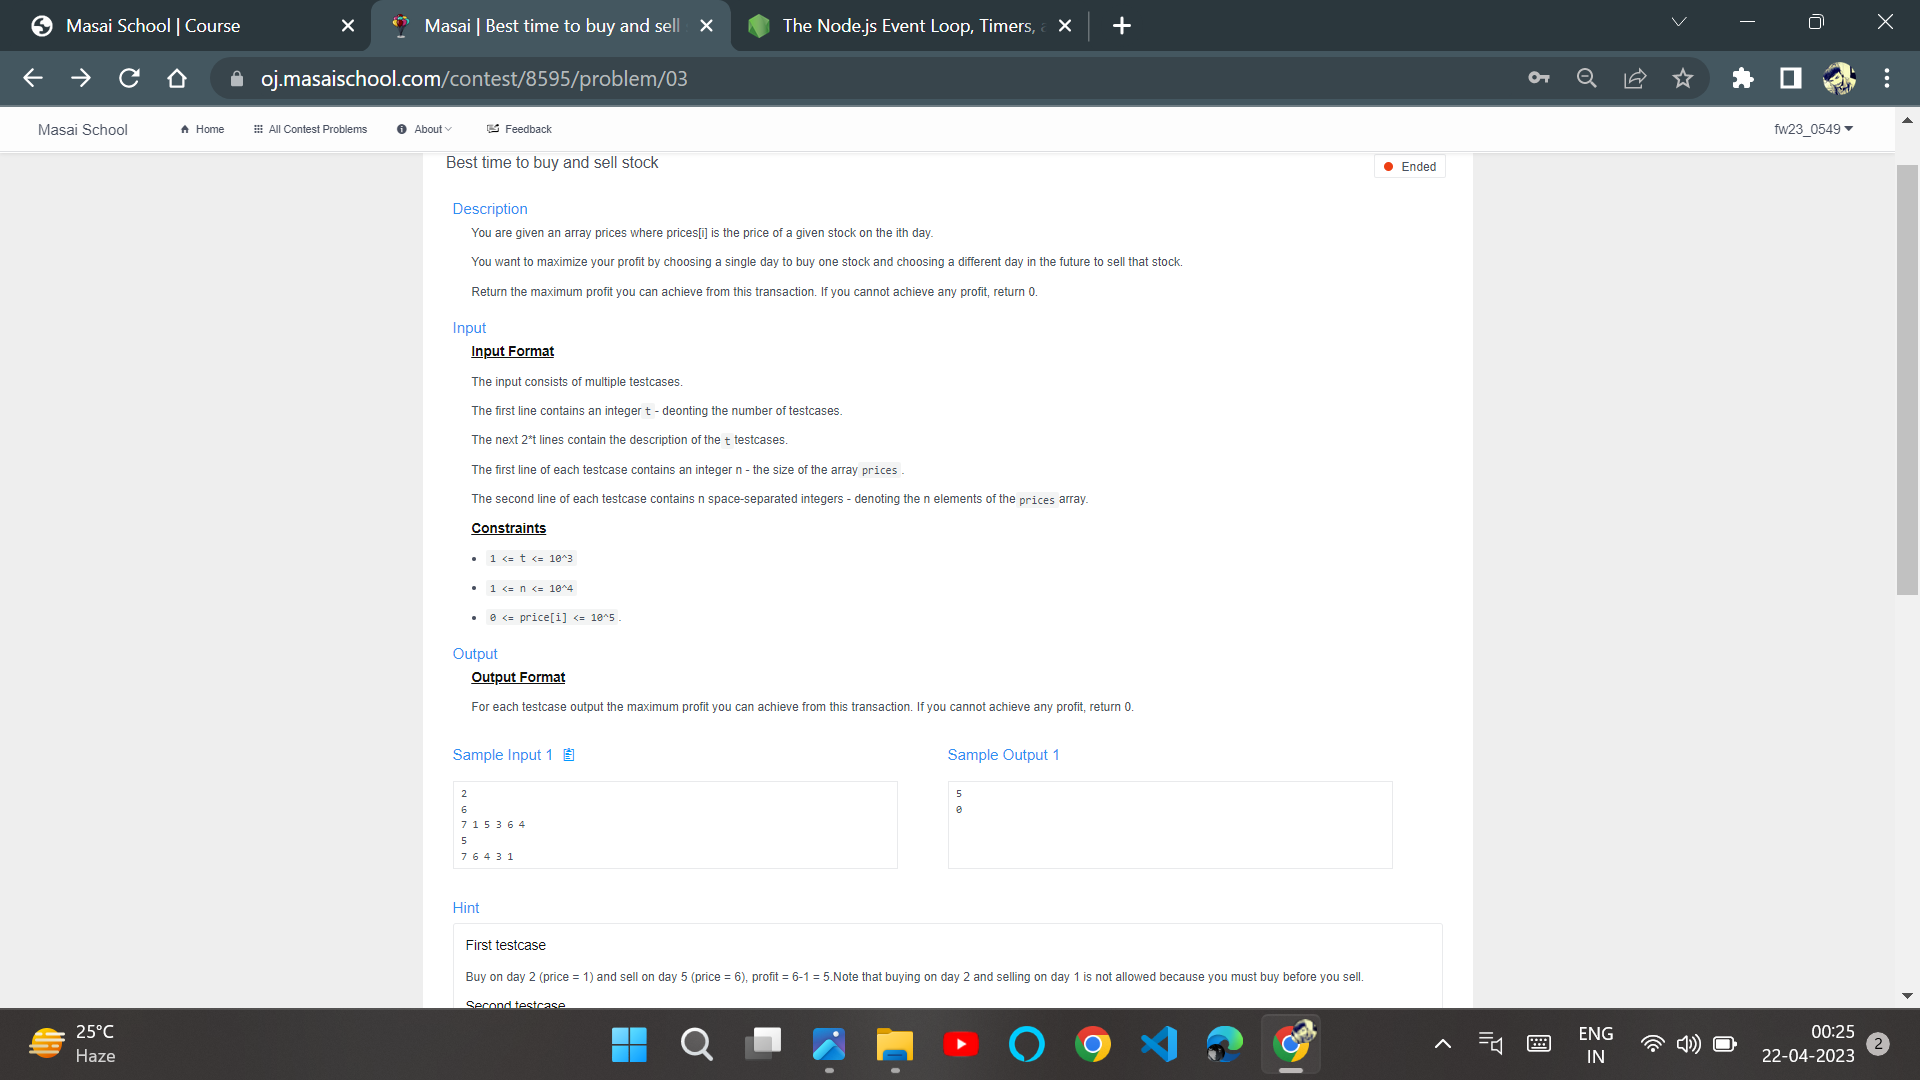 Masai School | Course
Masai | Best time to buy and sell
The Node.js Event Loop, Timers,
oj.masaischool.com/contest/8595/problem/03
Masai School
Home
All Contest Problems
About
Feedback
fw23_0549
Best time to buy and sell stock
Ended
Description
You are given an array prices where prices[i] is the price of a given stock on the ith day.
You want to maximize your profit by choosing a single day to buy one stock and choosing a different day in the future to sell that stock.
Return the maximum profit you can achieve from this transaction. If you cannot achieve any profit, return 0.
Input
Input Format
The input consists of multiple testcases.
The first line contains an integer t - deonting the number of testcases.
The next 2*t lines contain the description of the t testcases.
The first line of each testcase contains an integer n - the size of the array prices .
The second line of each testcase contains n space-separated integers - denoting the n elements of the prices array.
Constraints
1 <= t <= 10^3
1 <= n <= 10^4
0 <= price[i] <= 10^5 .
Output
Output Format
For each testcase output the maximum profit you can achieve from this transaction. If you cannot achieve any profit, return 0.
Sample Input 1
2
6
7 1 5 3 6 4
5
7 6 4 3 1
Sample Output 1
5
0
Hint
First testcase
Buy on day 2 (price = 1) and sell on day 5 (price = 6), profit = 6-1 = 5.Note that buying on day 2 and selling on day 1 is not allowed because you must buy before you sell.
Second testcase
25°C
Haze
ENG
IN
00:25
22-04-2023
2